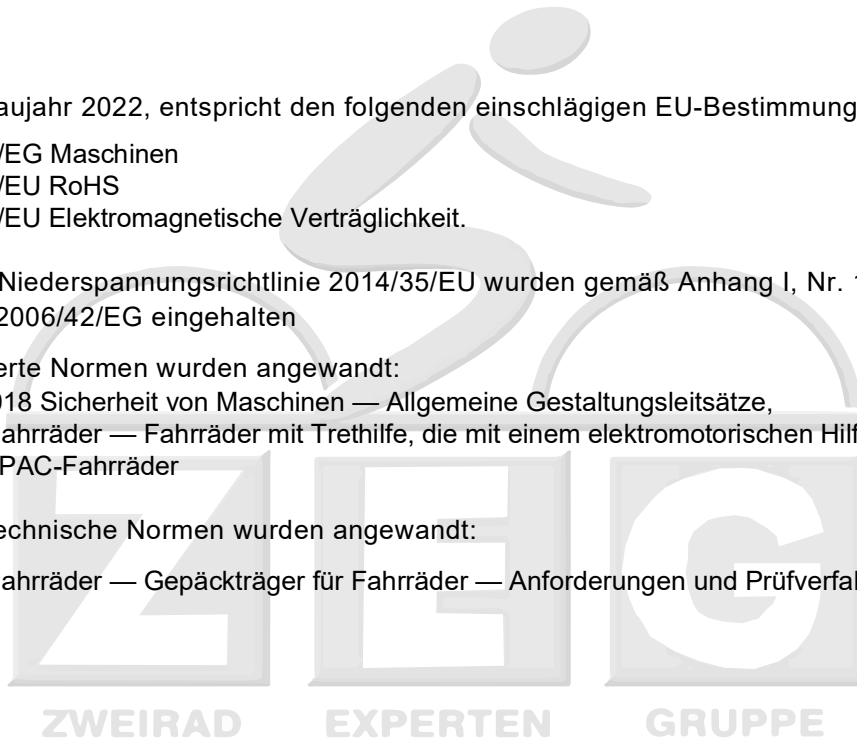 aujahr 2022, entspricht den folgenden einschlägigen EU-Bestimmung
/EG Maschinen
/EU RoHS
/EU Elektromagnetische Verträglichkeit.
Niederspannungsrichtlinie 2014/35/EU wurden gemäß Anhang I, Nr. 1
2006/42/EG eingehalten
erte Normen wurden angewandt:
018 Sicherheit von Maschinen — Allgemeine Gestaltungsleitsätze,
ahrräder — Fahrräder mit Trethilfe, die mit einem elektromotorischen Hilf
PAC-Fahrräder
echnische Normen wurden angewandt:
ahrräder — Gepäckträger für Fahrräder — Anforderungen und Prüfverfa
ZEG
ZWEIRAD EXPERTEN GRUPPE